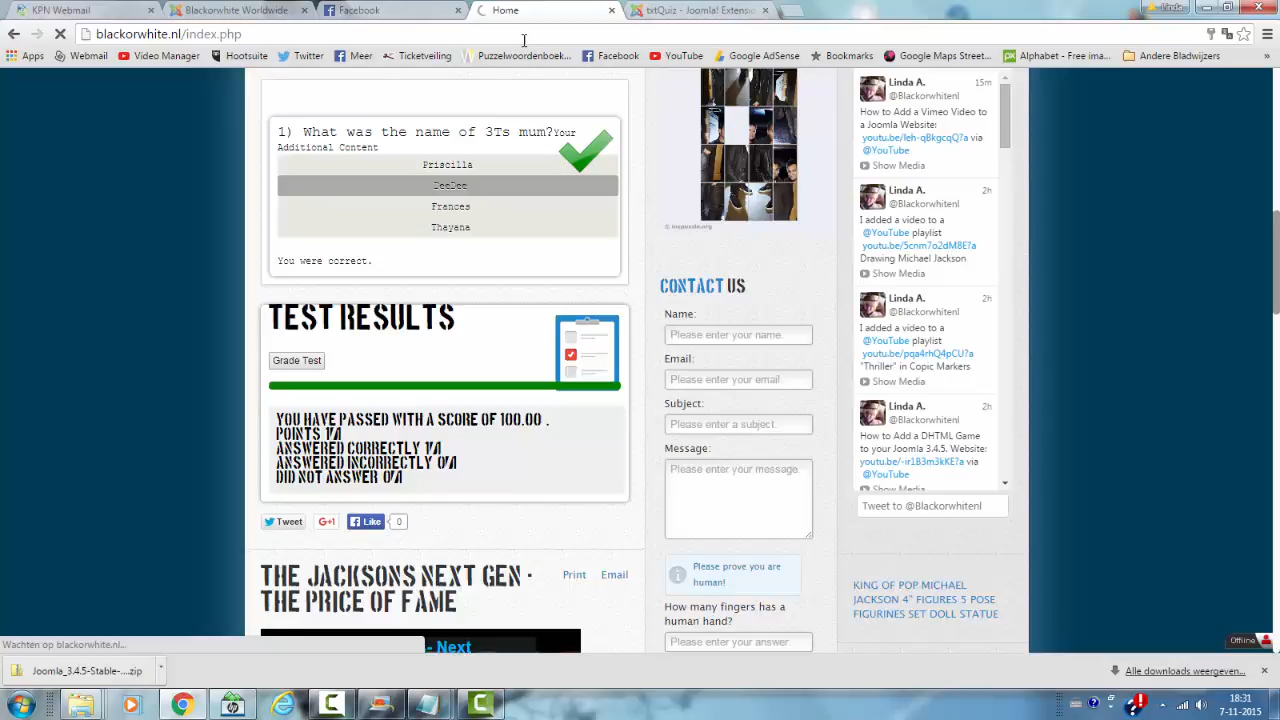 KPN Webmail
Blackorwhite Worldwide
Facebook
Home
txtQuiz - Joomla! Extensio
blackorwhite.nl/index.php
Apps
Webmail
Video Manager
Hootsuite
Twitter
Meer
Ticketveiling
Puzzelwoordenboek...
Facebook
YouTube
Google AdSense
Bookmarks
Google Maps Street...
Alphabet - Free ima...
Andere Bladwijzers
»
1) What was the name of 3Ts mum?Your
Additional Content
Priscilla
DeeDee
Frances
Thayana
You were correct.
TEST RESULTS
Grade Test
YOU HAVE PASSED WITH A SCORE OF 100.00 .
POINTS 1/1
ANSWERED CORRECTLY 1/1
ANSWERED INCORRECTLY 0/1
DID NOT ANSWER 0/1
Tweet
G+1
Like
0
THE JACKSONS NEXT GEN -
THE PRICE OF FAME
Print
Email
- Next
CONTACT US
Name:
Please enter your name.
Email:
Please enter your email.
Subject:
Please enter a subject.
Message:
Please enter your message.
Please prove you are
human!
How many fingers has a
human hand?
Please enter your answer
Linda A.
15m
@Blackorwhitenl
How to Add a Vimeo Video to
a Joomla Website:
youtu.be/leh-qBkgcqQ?a via
@YouTube
Show Media
Linda A.
2h
@Blackorwhitenl
I added a video to a
@YouTube playlist
youtu.be/5cnm7o2dM8E?a
Drawing Michael Jackson
Show Media
Linda A.
2h
@Blackorwhitenl
I added a video to a
@YouTube playlist
youtu.be/pqa4rhQ4pCU?a
"Thriller" in Copic Markers
Show Media
Linda A.
2h
@Blackorwhitenl
How to Add a DHTML Game
to your Joomla 3.4.5. Website:
youtu.be/-ir1B3m3kKE?a via
@YouTube
Show Media
Tweet to @Blackorwhitenl
KING OF POP MICHAEL
JACKSON 4" FIGURES 5 POSE
FIGURINES SET DOLL STATUE
Offline
Wachten op blackorwhite.nl...
Joomla_3.4.5-Stable-....zip
Alle downloads weergeven...
18:31
7-11-2015